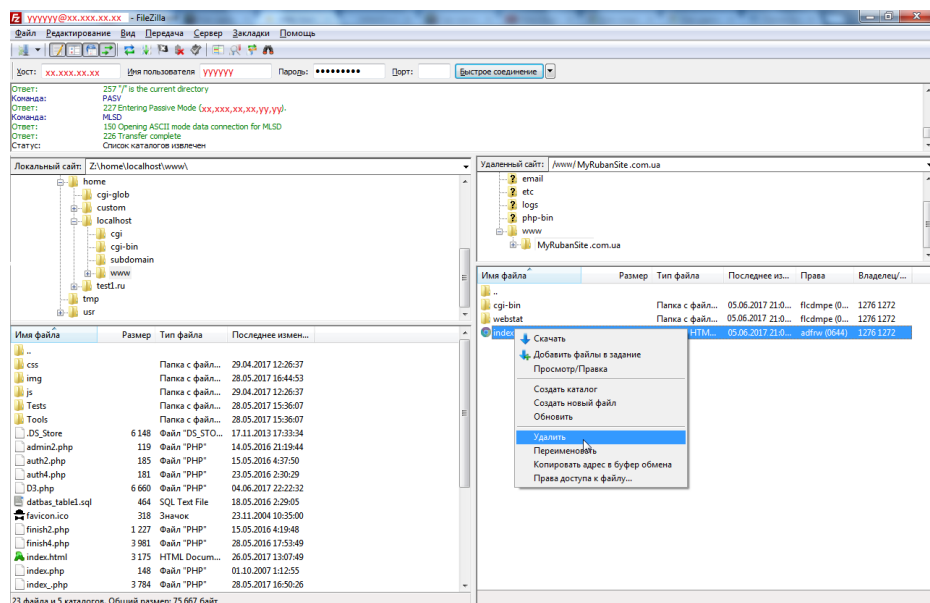 yyyyyy@xx.xxx.xx.xx - FileZilla
Файл Редактирование Вид Передача Сервер Закладки Помощь
Хост: xx.xxx.xx.xx Имя пользователя yyyyyy Пароль: ●●●●●●●●● Порт: Быстрое соединение
Ответ: 257 "/" is the current directory
Команда: PASV
Ответ: 227 Entering Passive Mode (xx,xxx,xx,xx,yy,yy).
Команда: MLSD
Ответ: 150 Opening ASCII mode data connection for MLSD
Ответ: 226 Transfer complete
Статус: Список каталогов извлечен
Локальный сайт: Z:\home\localhost\www\
home
cgi-glob
custom
localhost
cgi
cgi-bin
subdomain
www
test1.ru
tmp
usr
Имя файла Размер Тип файла Последнее измен...
..
css Папка с файл... 29.04.2017 12:26:37
img Папка с файл... 28.05.2017 16:44:53
js Папка с файл... 29.04.2017 12:26:37
Tests Папка с файл... 28.05.2017 15:36:07
Tools Папка с файл... 28.05.2017 15:36:07
.DS_Store 6 148 Файл "DS_STO... 17.11.2013 17:33:34
admin2.php 119 Файл "PHP" 14.05.2016 21:19:44
auth2.php 185 Файл "PHP" 15.05.2016 4:37:50
auth4.php 181 Файл "PHP" 23.05.2016 2:30:29
D3.php 6 660 Файл "PHP" 04.06.2017 22:22:32
datbas_table1.sql 464 SQL Text File 18.05.2016 2:29:05
favicon.ico 318 Значок 23.11.2004 10:35:00
finish2.php 1 227 Файл "PHP" 15.05.2016 4:19:48
finish4.php 3 981 Файл "PHP" 28.05.2017 17:53:49
index.html 3 175 HTML Docum... 26.05.2017 13:07:49
index.php 148 Файл "PHP" 01.10.2007 1:12:55
index_.php 3 784 Файл "PHP" 28.05.2017 16:50:26
23 файла и 5 каталогов. Общий размер: 75 667 байт
Удаленный сайт: /www/ MyRubanSite .com.ua
email
etc
logs
php-bin
www
MyRubanSite .com.ua
Имя файла Размер Тип файла Последнее из... Права Владелец/...
..
cgi-bin Папка с файл... 05.06.2017 21:0... flcdmpe (0... 1276 1272
webstat Папка с файл... 05.06.2017 21:0... flcdmpe (0... 1276 1272
index HTM... 05.06.2017 21:0... adfrw (0644) 1276 1272
Скачать
Добавить файлы в задание
Просмотр/Правка
Создать каталог
Создать новый файл
Обновить
Удалить
Переименовать
Копировать адрес в буфер обмена
Права доступа к файлу...